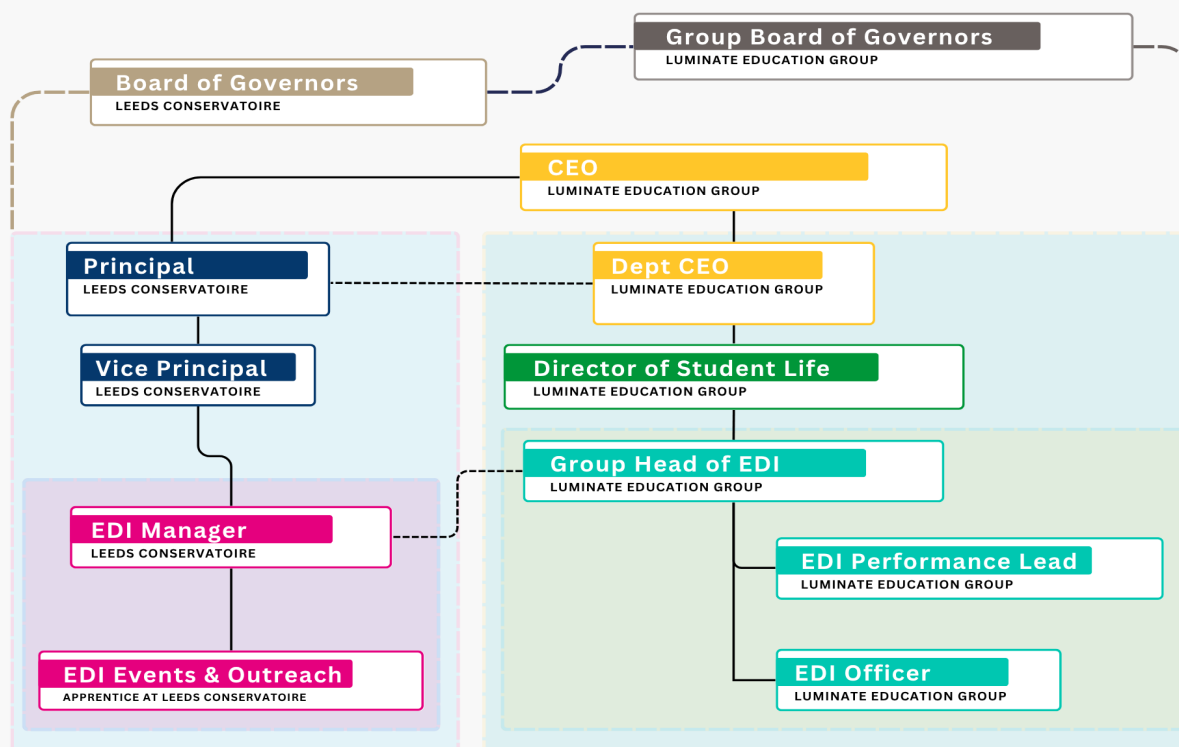 Group Board of Governors
LUMINATE EDUCATION GROUP
Board of Governors
LEEDS CONSERVATOIRE
CEO
LUMINATE EDUCATION GROUP
Principal
LEEDS CONSERVATOIRE
Dept CEO
LUMINATE EDUCATION GROUP
Vice Principal
LEEDS CONSERVATOIRE
Director of Student Life
LUMINATE EDUCATION GROUP
Group Head of EDI
LUMINATE EDUCATION GROUP
EDI Manager
LEEDS CONSERVATOIRE
EDI Performance Lead
LUMINATE EDUCATION GROUP
EDI Events & Outreach
APPRENTICE AT LEEDS CONSERVATOIRE
EDI Officer
LUMINATE EDUCATION GROUP